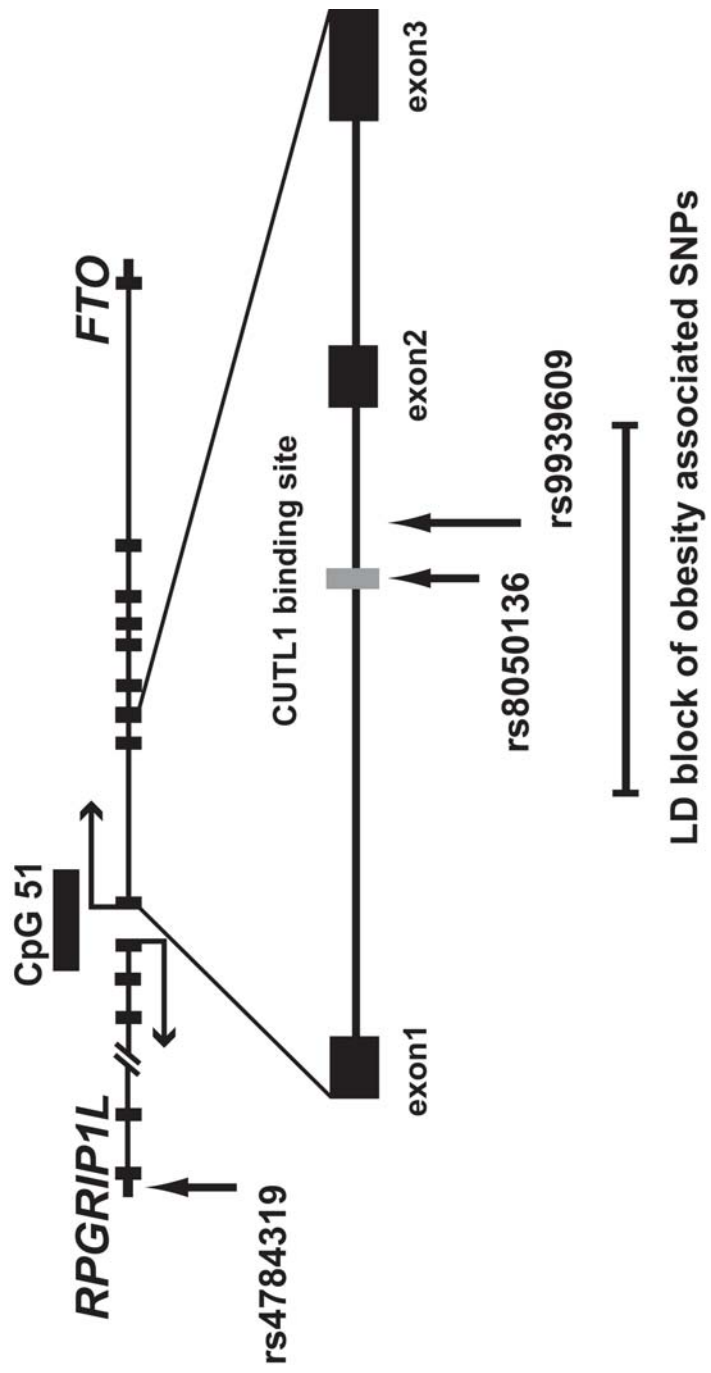 CpG 51
RPGRIP1L
FTO
rs4784319
CUTL1 binding site
exon1
exon2
exon3
rs8050136
rs9939609
LD block of obesity associated SNPs